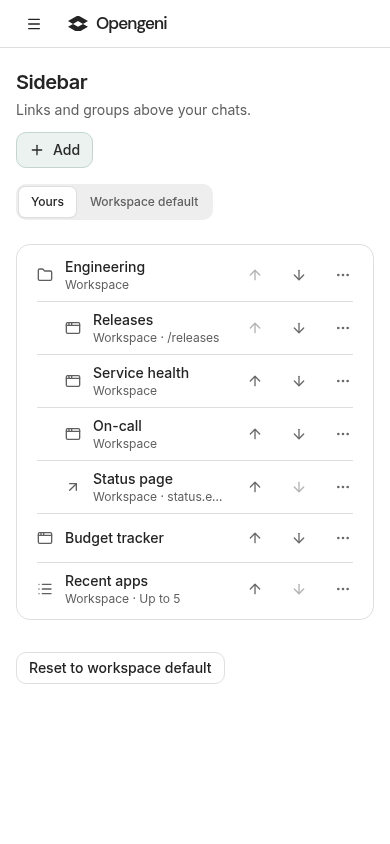 Opengeni
Sidebar
Links and groups above your chats.
Add
Yours
Workspace default
Engineering
Workspace
Releases
Workspace · /releases
Service health
Workspace
On-call
Workspace
Status page
Workspace · status.e...
Budget tracker
Recent apps
Workspace · Up to 5
Reset to workspace default